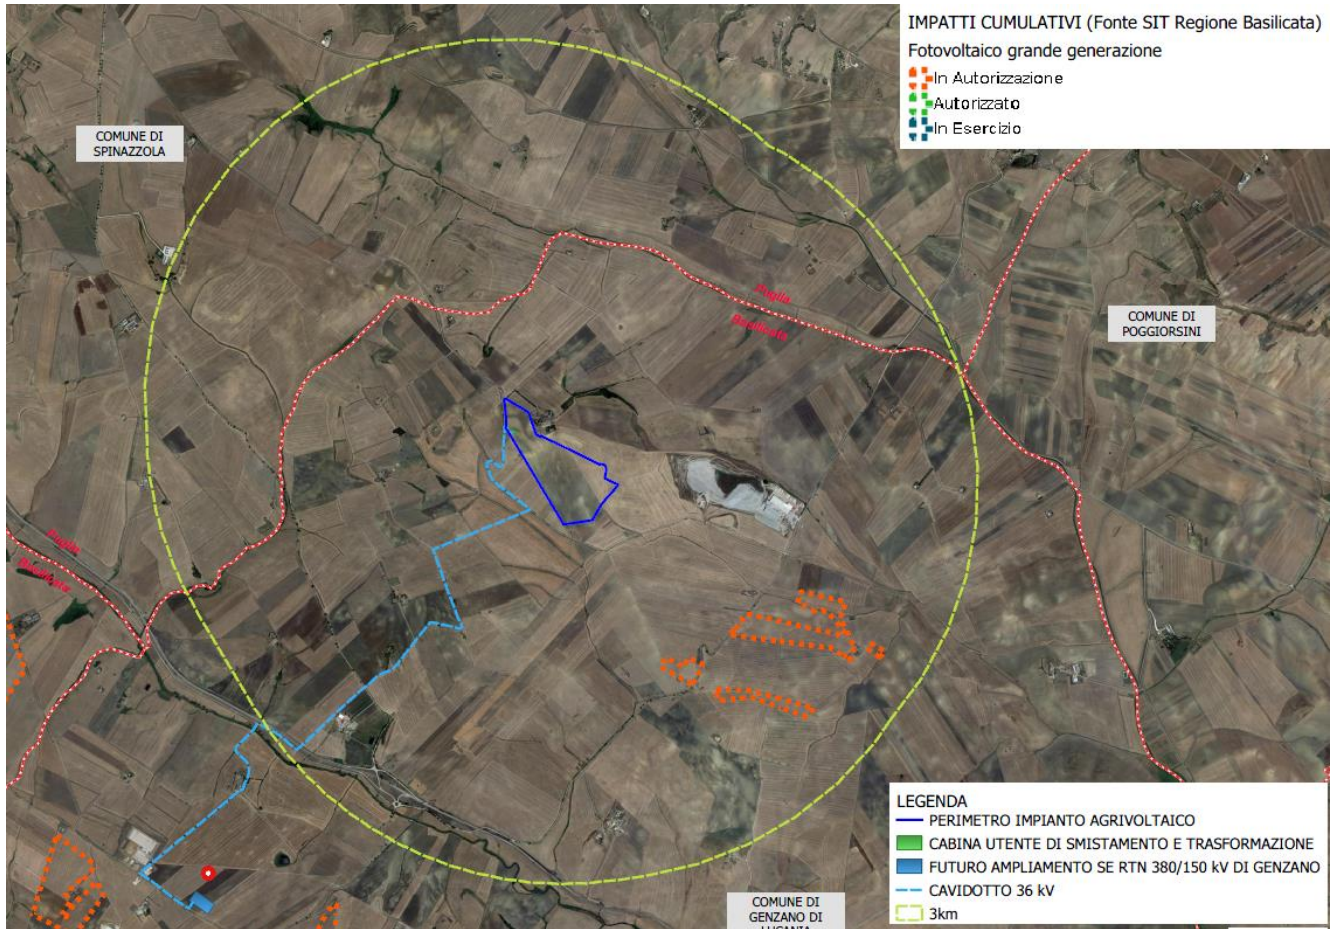 IMPATTI CUMULATIVI (Fonte SIT Regione Basilicata)
Fotovoltaico grande generazione
In Autorizzazione
Autorizzato
In Esercizio
COMUNE DI
SPINAZZOLA
Puglia
Basilicata
COMUNE DI
POGGIORSINI
Puglia
Basilicata
LEGENDA
PERIMETRO IMPIANTO AGRIVOLTAICO
CABINA UTENTE DI SMISTAMENTO E TRASFORMAZIONE
FUTURO AMPLIAMENTO SE RTN 380/150 kV DI GENZANO
CAVIDOTTO 36 kV
3km
COMUNE DI
GENZANO DI
LUCANIA